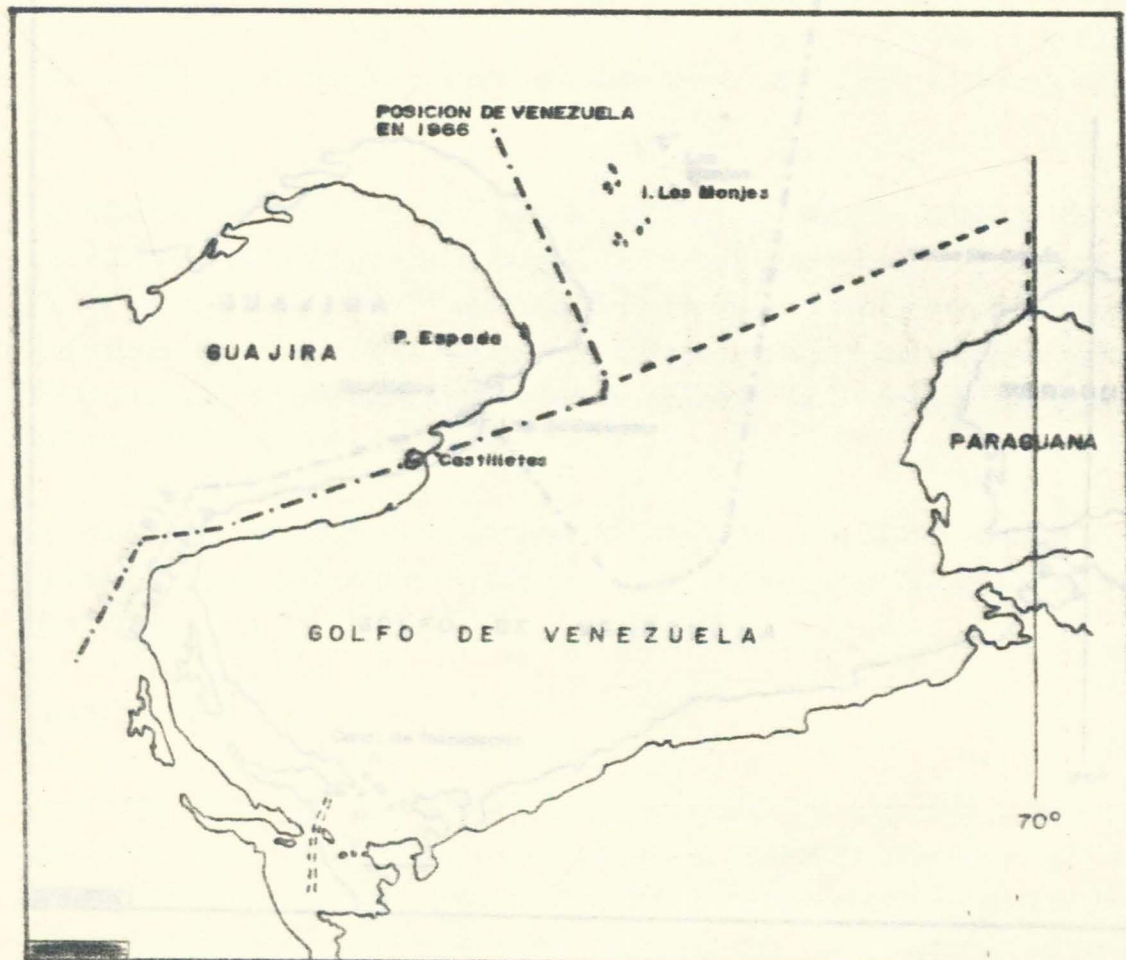 POSICION DE VENEZUELA
EN 1966
I. Los Monjes
P. Espada
GUAJIRA
Castilletes
PARAGUANA
GOLFO DE VENEZUELA
70°